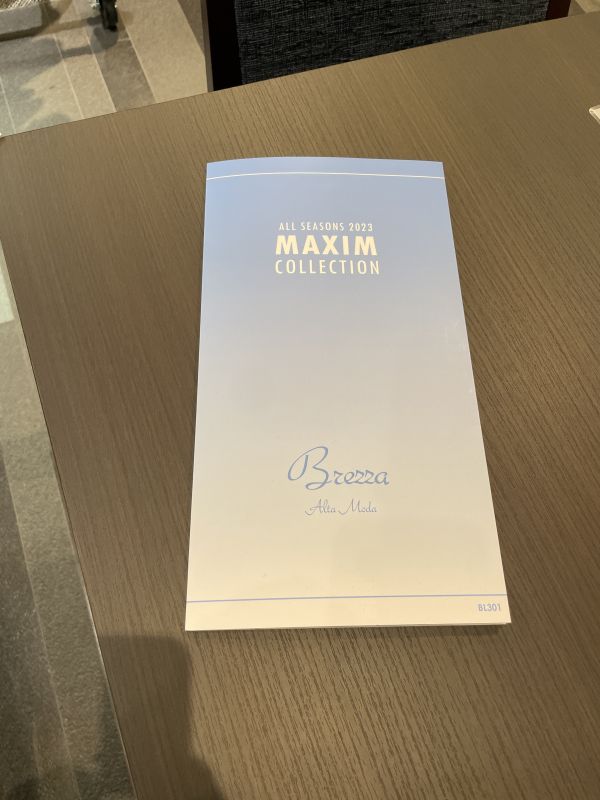 ALL SEASONS 2023
MAXIM
COLLECTION
Brezza
Alta Moda
BL301